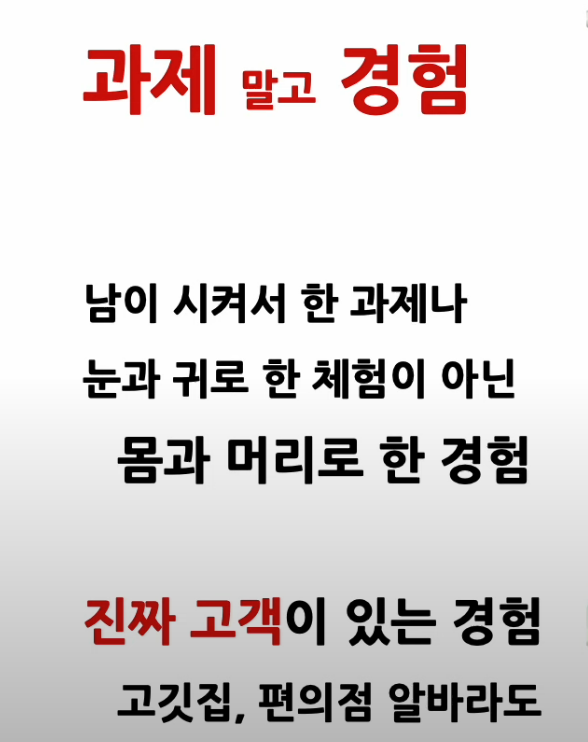 과제 말고 경험
남이 시켜서 한 과제나
눈과 귀로 한 체험이 아닌
몸과 머리로 한 경험
진짜 고객이 있는 경험
고깃집, 편의점 알바라도